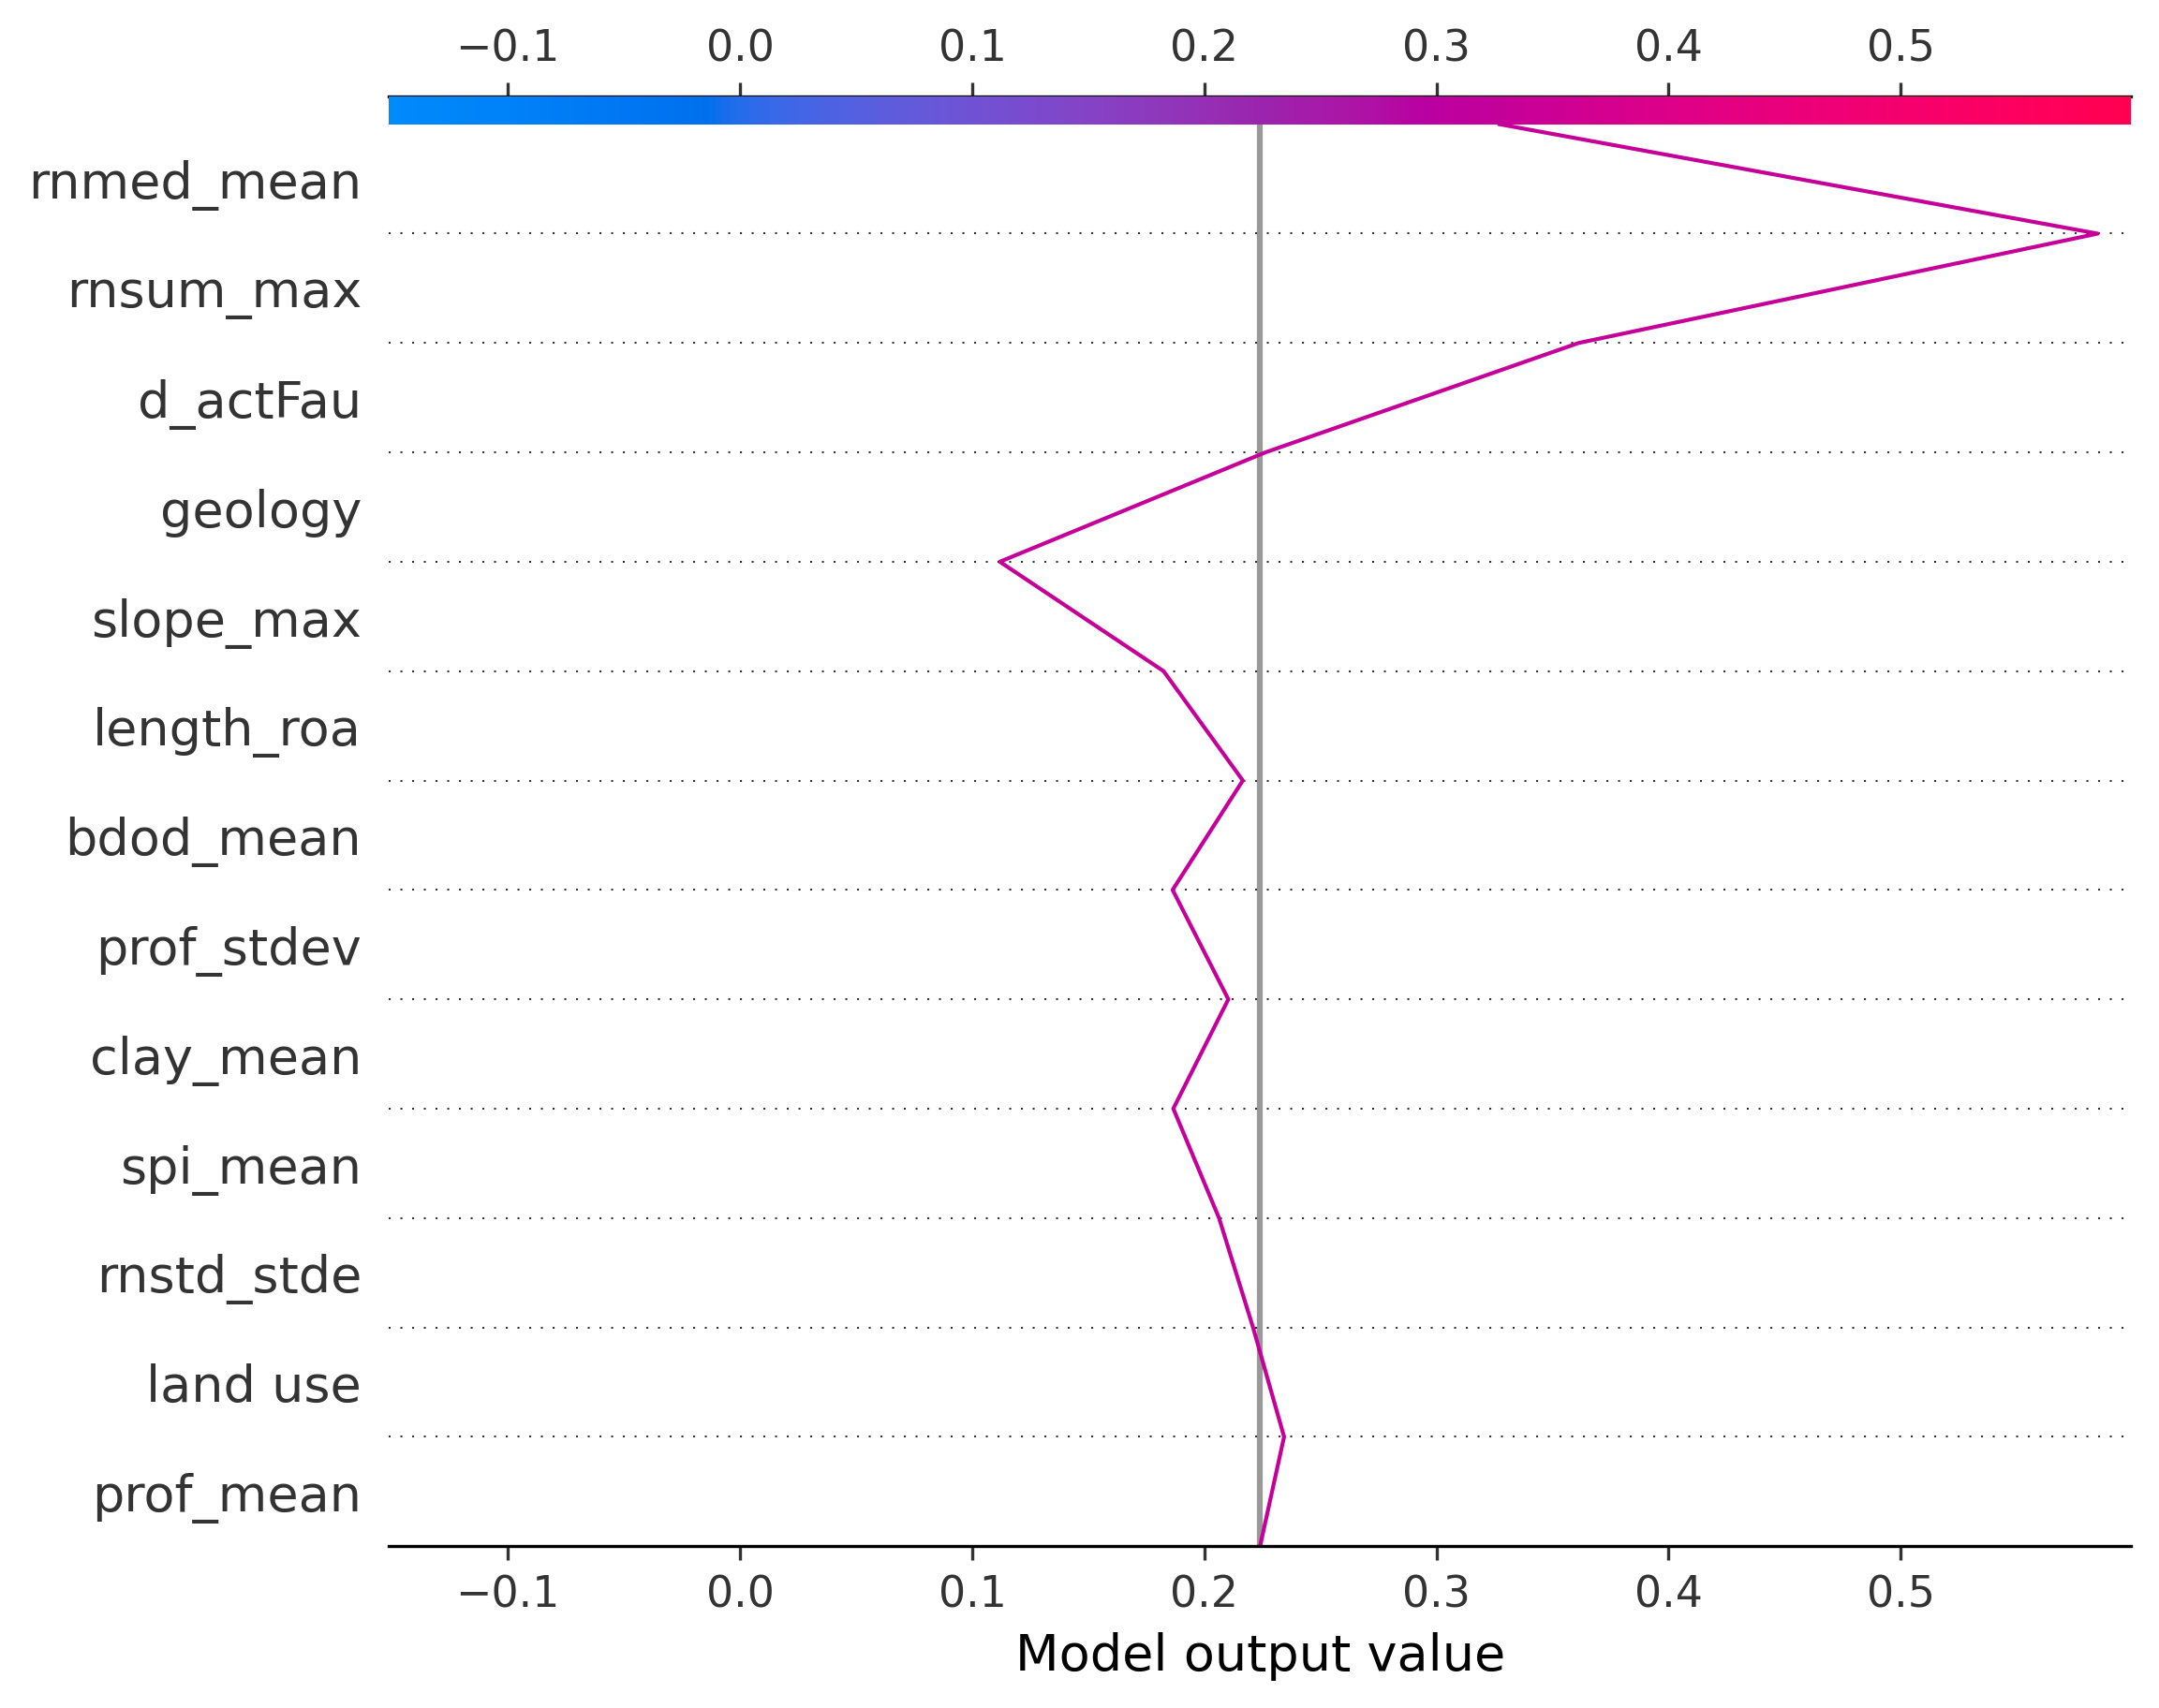 −0.1 0.0 0.1 0.2 0.3 0.4 0.5
rnmed_mean
rnsum_max
d_actFau
geology
slope_max
length_roa
bdod_mean
prof_stdev
clay_mean
spi_mean
rnstd_stde
land use
prof_mean
−0.1 0.0 0.1 0.2 0.3 0.4 0.5
Model output value